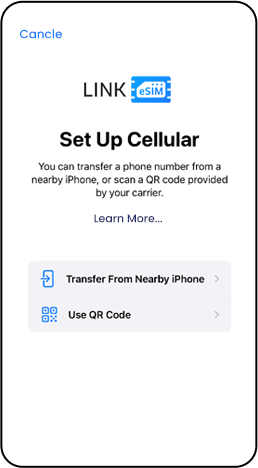 Cancle
LINK eSIM
Set Up Cellular
You can transfer a phone number from a
nearby iPhone, or scan a QR code provided
by your carrier.
Learn More...
Transfer From Nearby iPhone
Use QR Code